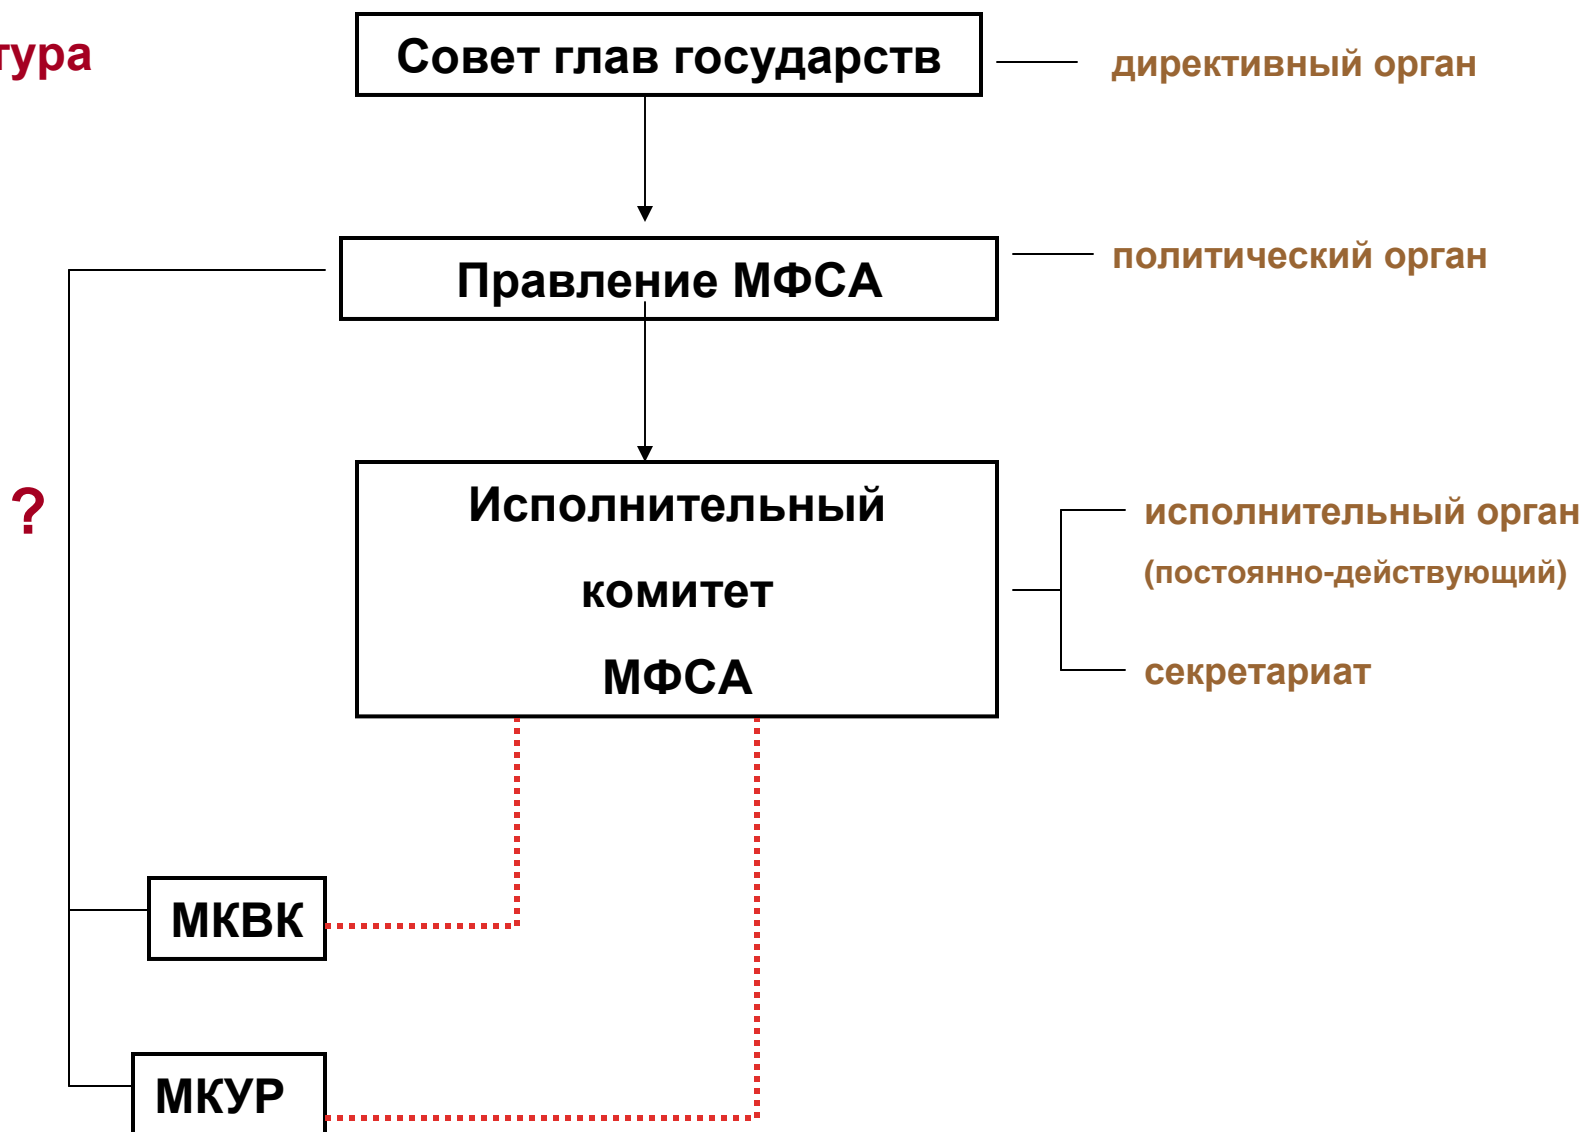 тура
Совет глав государств
директивный орган
Правление МФСА
политический орган
?
Исполнительный
комитет
МФСА
исполнительный орган
(постоянно-действующий)
секретариат
МКВК
МКУР